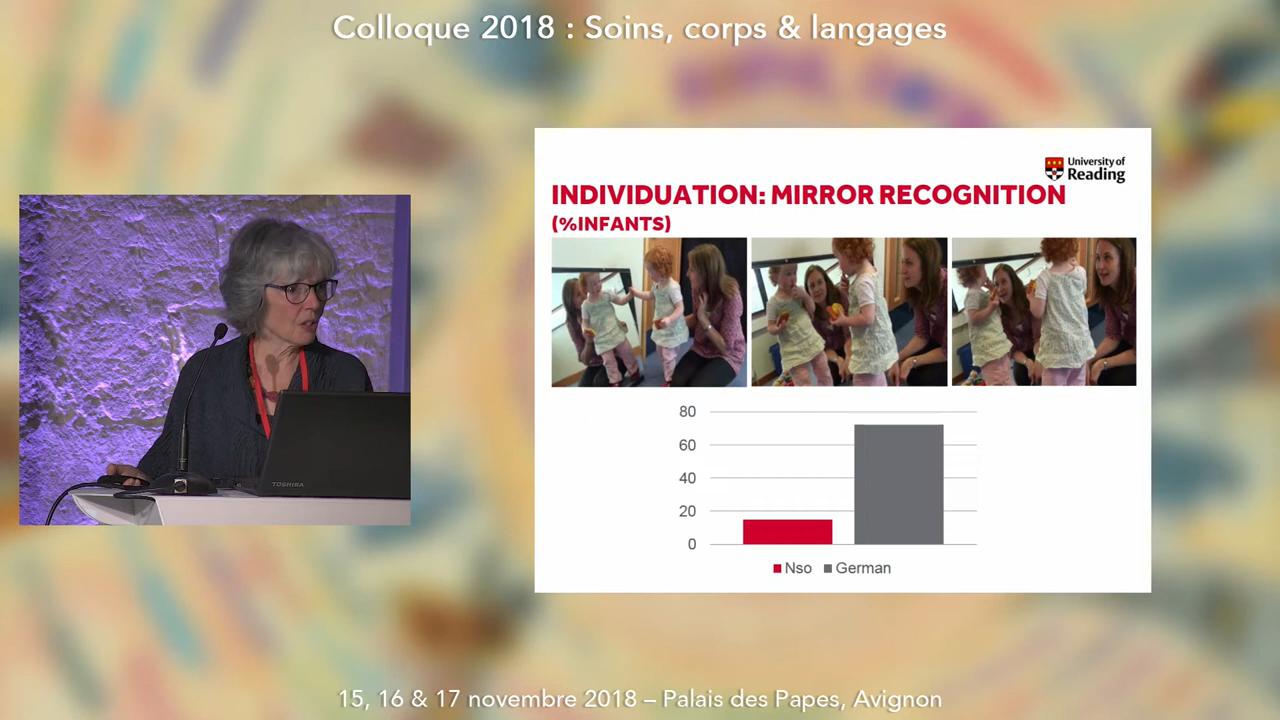 Colloque 2018 : Soins, corps & langages
University of
Reading
INDIVIDUATION: MIRROR RECOGNITION
(%INFANTS)
80
60
40
20
0
Nso
German
TOSHIBA
15, 16 & 17 novembre 2018 – Palais des Papes, Avignon